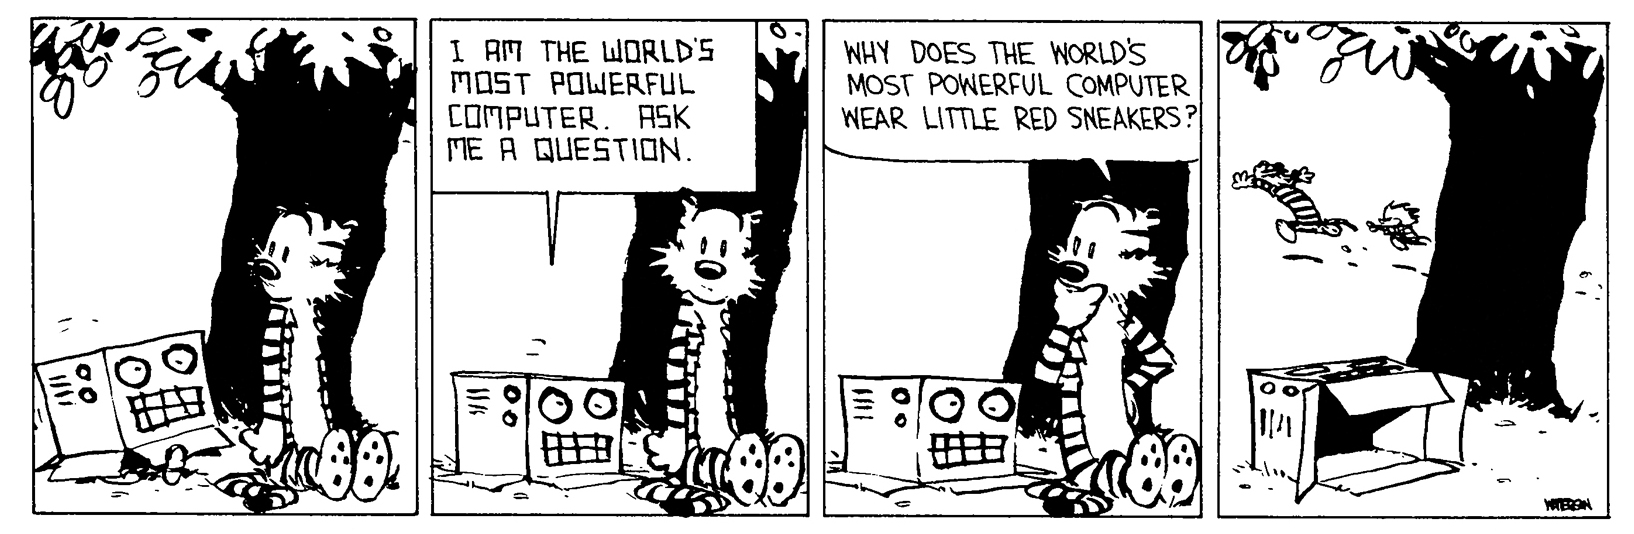 I AM THE WORLD'S
MOST POWERFUL
COMPUTER. ASK
ME A QUESTION.
WHY DOES THE WORLD'S
MOST POWERFUL COMPUTER
WEAR LITTLE RED SNEAKERS?
WATTERSON